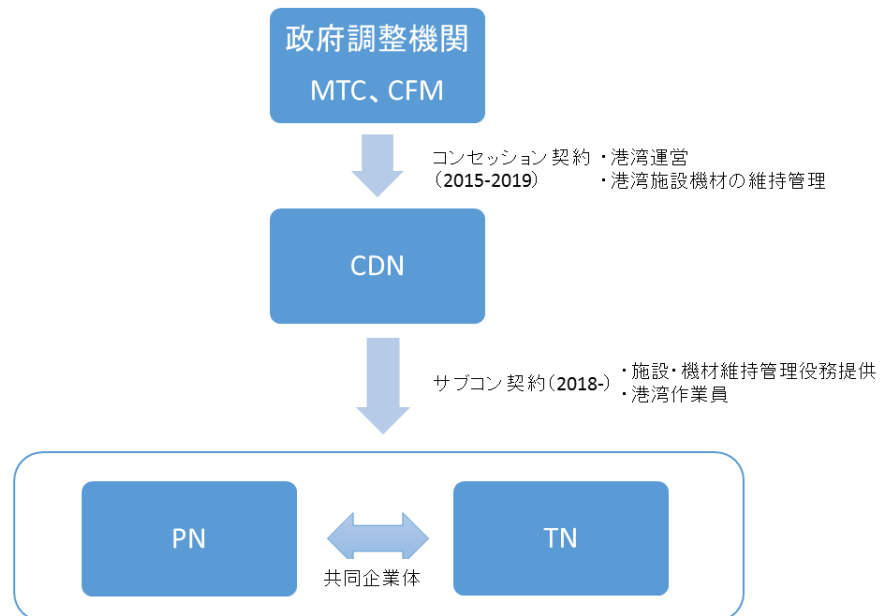 政府調整機関
MTC、CFM
コンセッション契約 ・港湾運営
(2015-2019) ・港湾施設機材の維持管理
CDN
サブコン契約(2018-) ・施設・機材維持管理役務提供
・港湾作業員
PN
TN
共同企業体